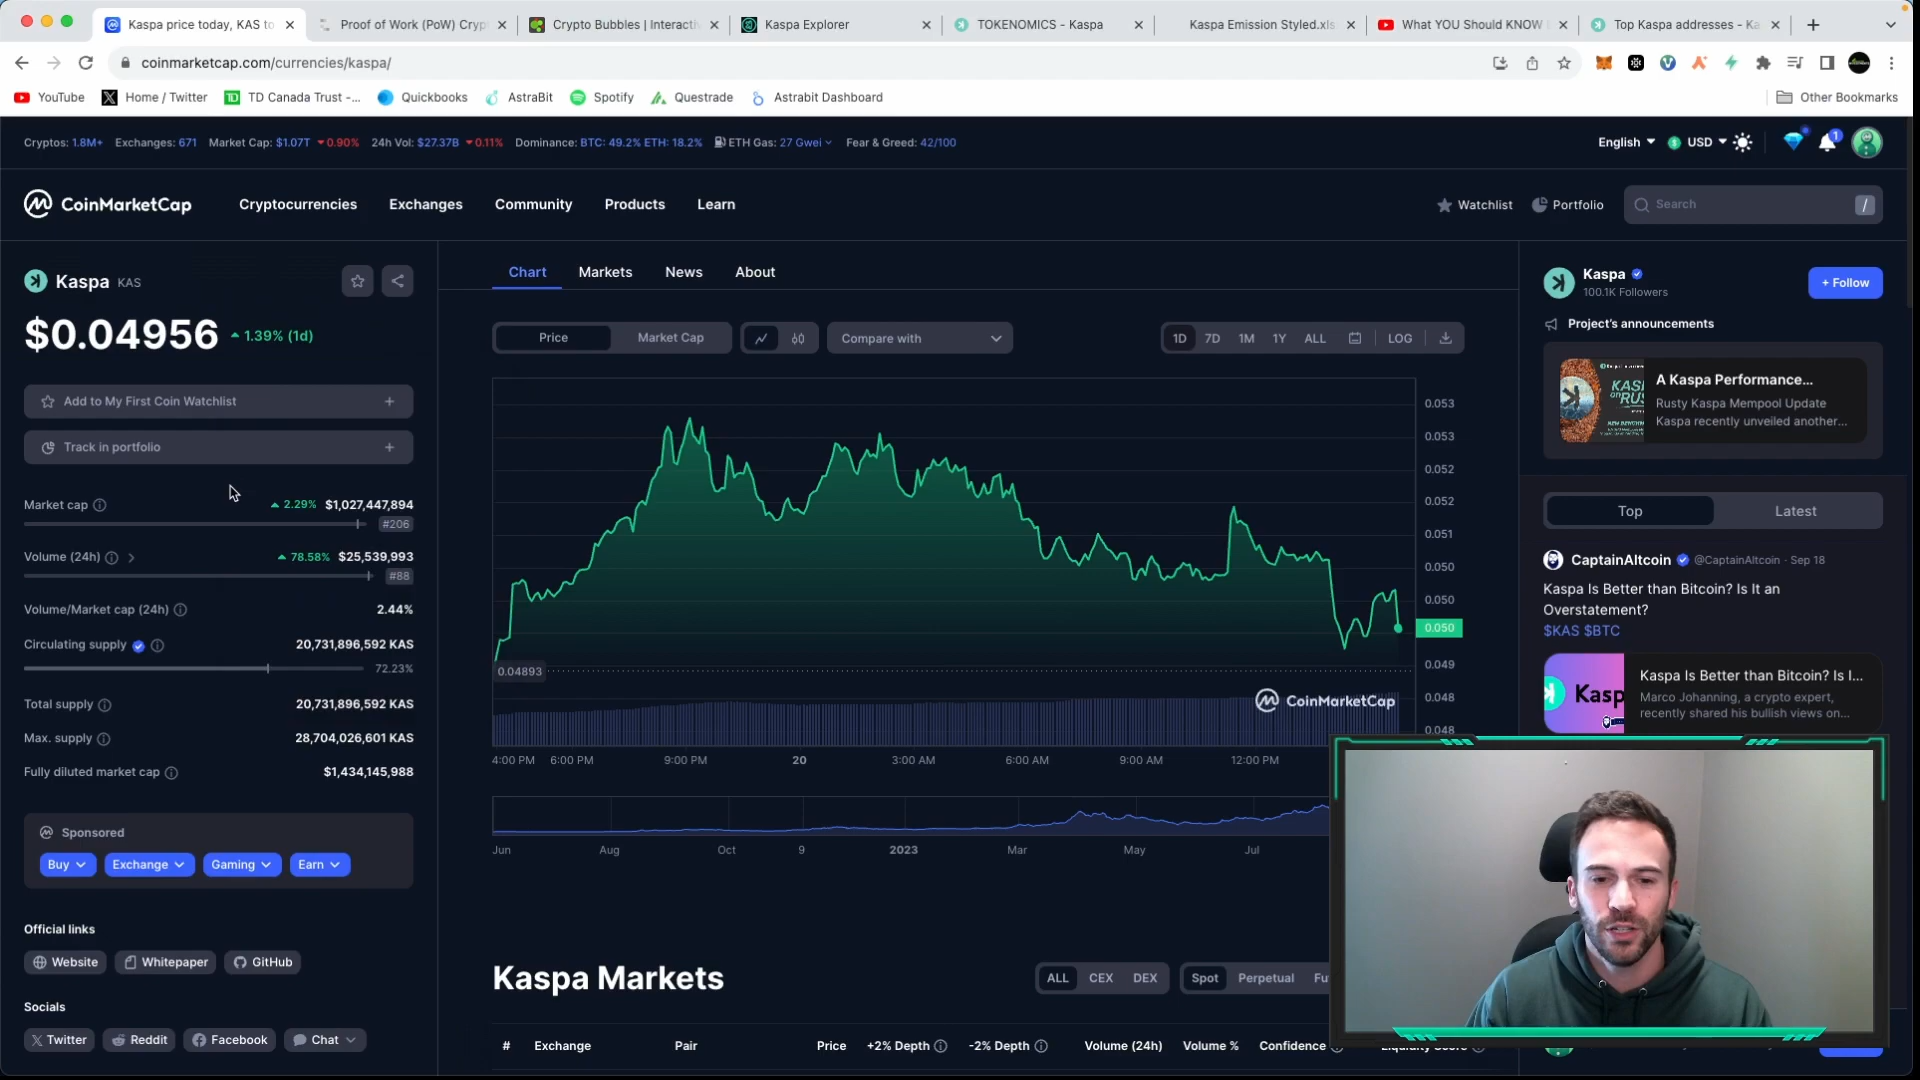 Kaspa price today, KAS to
Proof of Work (PoW) Cryp
Crypto Bubbles | Interacti
Kaspa Explorer
TOKENOMICS - Kaspa
Kaspa Emission Styled.xls
What YOU Should KNOW
Top Kaspa addresses - Ka
coinmarketcap.com/currencies/kaspa/
YouTube
Home / Twitter
TD Canada Trust -...
Quickbooks
AstraBit
Spotify
Questrade
Astrabit Dashboard
Other Bookmarks
Cryptos: 1.8M+ Exchanges: 671 Market Cap: $1.07T 0.90% 24h Vol: $27.37B 0.11% Dominance: BTC: 49.2% ETH: 18.2% ETH Gas: 27 Gwei Fear & Greed: 42/100
English
USD
1
CoinMarketCap
Cryptocurrencies
Exchanges
Community
Products
Learn
Watchlist
Portfolio
Search
/
Kaspa KAS
$0.04956 1.39% (1d)
Add to My First Coin Watchlist +
Track in portfolio +
Market cap 2.29% $1,027,447,894
#206
Volume (24h) 78.58% $25,539,993
#88
Volume/Market cap (24h) 2.44%
Circulating supply 20,731,896,592 KAS
72.23%
Total supply 20,731,896,592 KAS
Max. supply 28,704,026,601 KAS
Fully diluted market cap $1,434,145,988
Sponsored
Buy
Exchange
Gaming
Earn
Official links
Website
Whitepaper
GitHub
Socials
Twitter
Reddit
Facebook
Chat
Chart
Markets
News
About
Price
Market Cap
Compare with
1D
7D
1M
1Y
ALL
LOG
0.053
0.053
0.052
0.052
0.051
0.050
0.050
0.050
0.049
0.048
0.048
0.04893
CoinMarketCap
4:00 PM
6:00 PM
9:00 PM
20
3:00 AM
6:00 AM
9:00 AM
12:00 PM
Jun
Aug
Oct
9
2023
Mar
May
Jul
Kaspa Markets
ALL
CEX
DEX
Spot
Perpetual
Fu
#
Exchange
Pair
Price
+2% Depth
-2% Depth
Volume (24h)
Volume %
Confidence
Kaspa
100.1K Followers
+ Follow
Project's announcements
A Kaspa Performance...
Rusty Kaspa Mempool Update
Kaspa recently unveiled another...
Top
Latest
CaptainAltcoin @CaptainAltcoin · Sep 18
Kaspa Is Better than Bitcoin? Is It an
Overstatement?
$KAS $BTC
Kasp
Kaspa Is Better than Bitcoin? Is I...
Marco Johanning, a crypto expert,
recently shared his bullish views on...